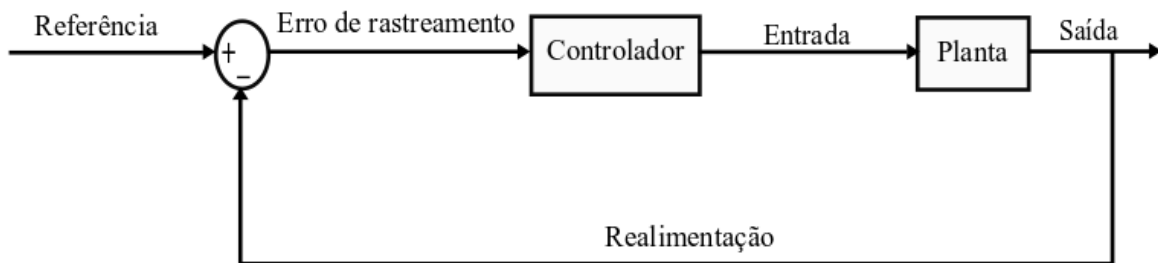 Referência
Erro de rastreamento
Controlador
Entrada
Planta
Saída
+
−
Realimentação